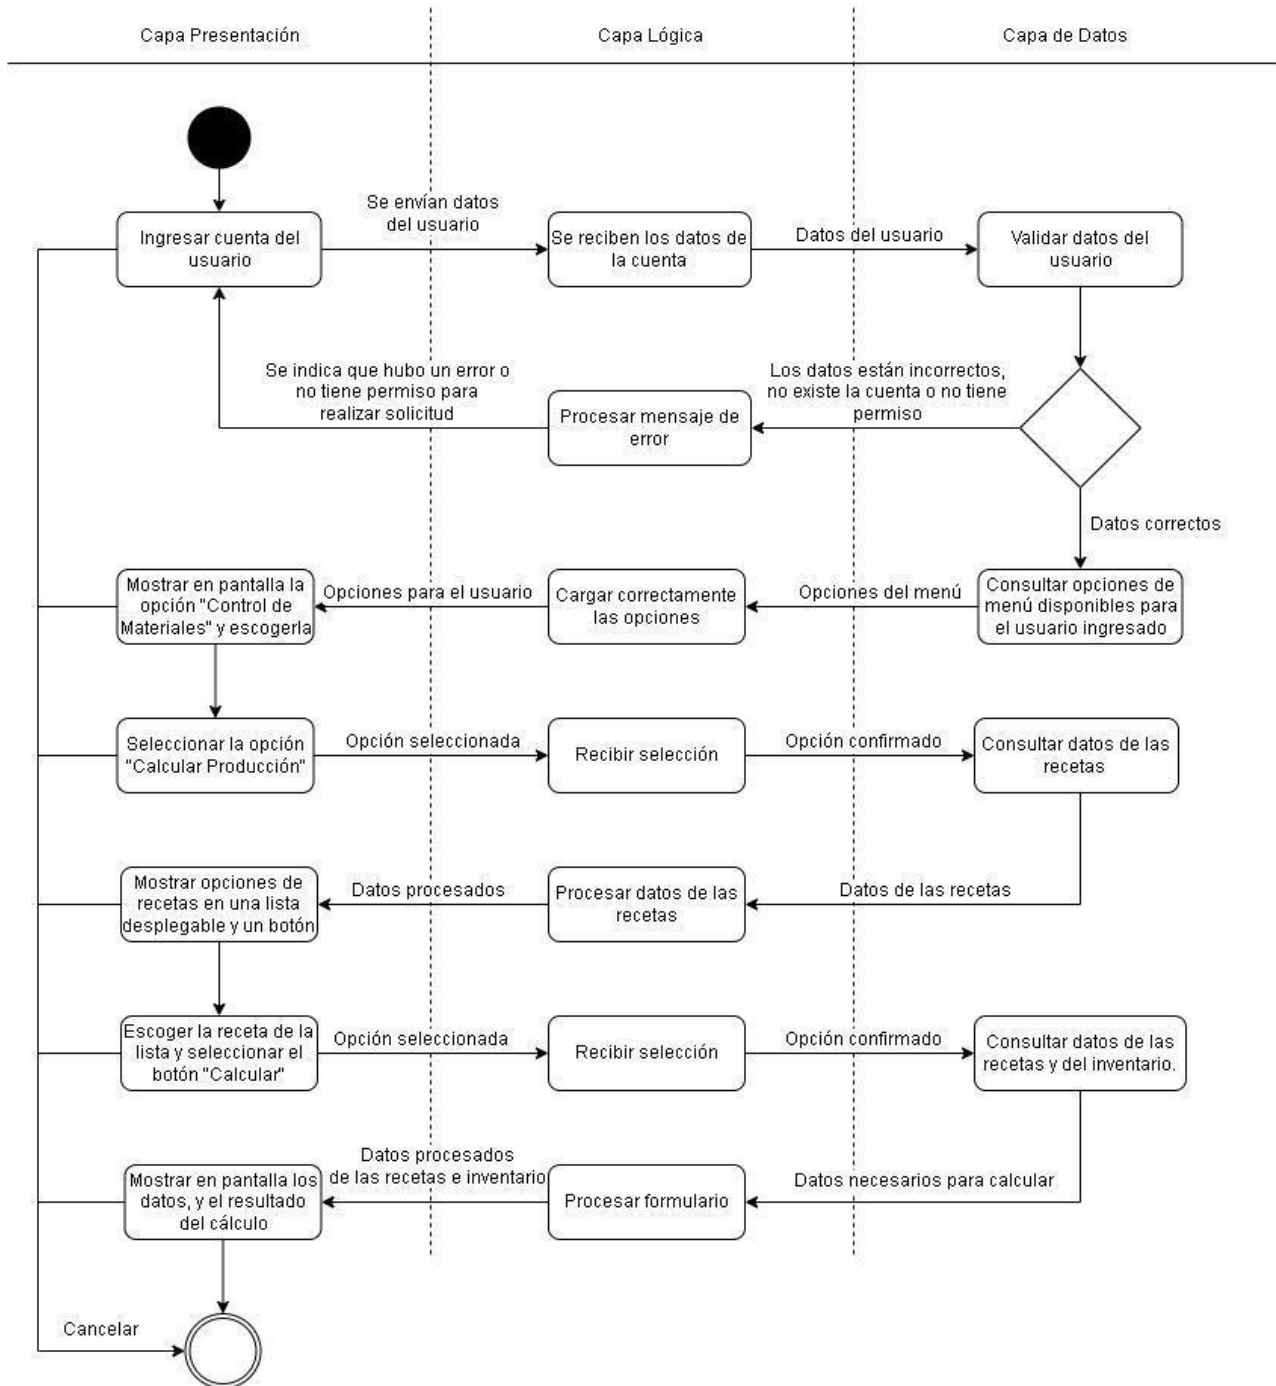 Capa Presentación
Capa Lógica
Capa de Datos
Se envían datos
del usuario
Ingresar cuenta del
usuario
Se reciben los datos de
la cuenta
Datos del usuario
Validar datos del
usuario
Se indica que hubo un error o
no tiene permiso para
realizar solicitud
Procesar mensaje de
error
Los datos están incorrectos,
no existe la cuenta o no tiene
permiso
Datos correctos
Mostrar en pantalla la
opción "Control de
Materiales" y escogerla
Opciones para el usuario
Cargar correctamente
las opciones
Opciones del menú
Consultar opciones de
menú disponibles para
el usuario ingresado
Seleccionar la opción
"Calcular Producción"
Opción seleccionada
Recibir selección
Opción confirmado
Consultar datos de las
recetas
Mostrar opciones de
recetas en una lista
desplegable y un botón
Datos procesados
Procesar datos de las
recetas
Datos de las recetas
Escoger la receta de la
lista y seleccionar el
botón "Calcular"
Opción seleccionada
Recibir selección
Opción confirmado
Consultar datos de las
recetas y del inventario.
Mostrar en pantalla los
datos, y el resultado
del cálculo
Datos procesados
de las recetas e inventario
Procesar formulario
Datos necesarios para calcular
Cancelar